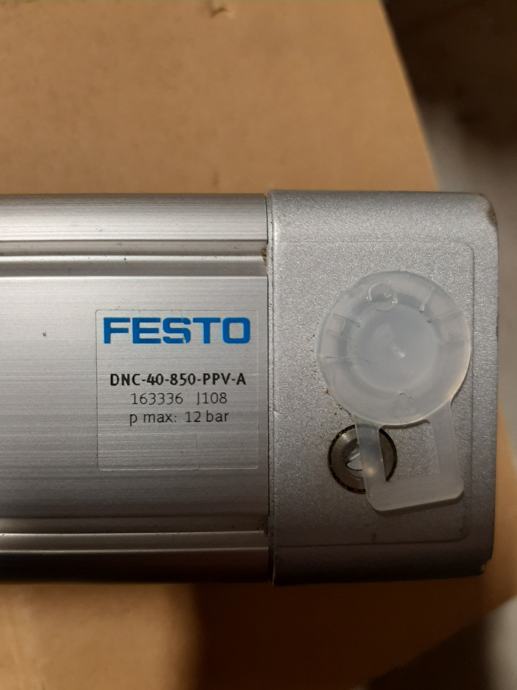 FESTO
DNC-40-850-PPV-A
163336 J108
p max: 12 bar